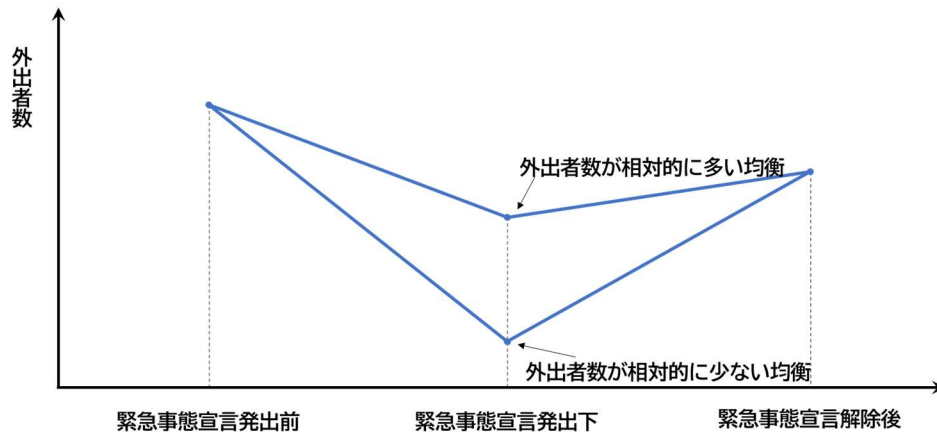 外出者数
外出者数が相対的に多い均衡
外出者数が相対的に少ない均衡
緊急事態宣言発出前
緊急事態宣言発出下
緊急事態宣言解除後